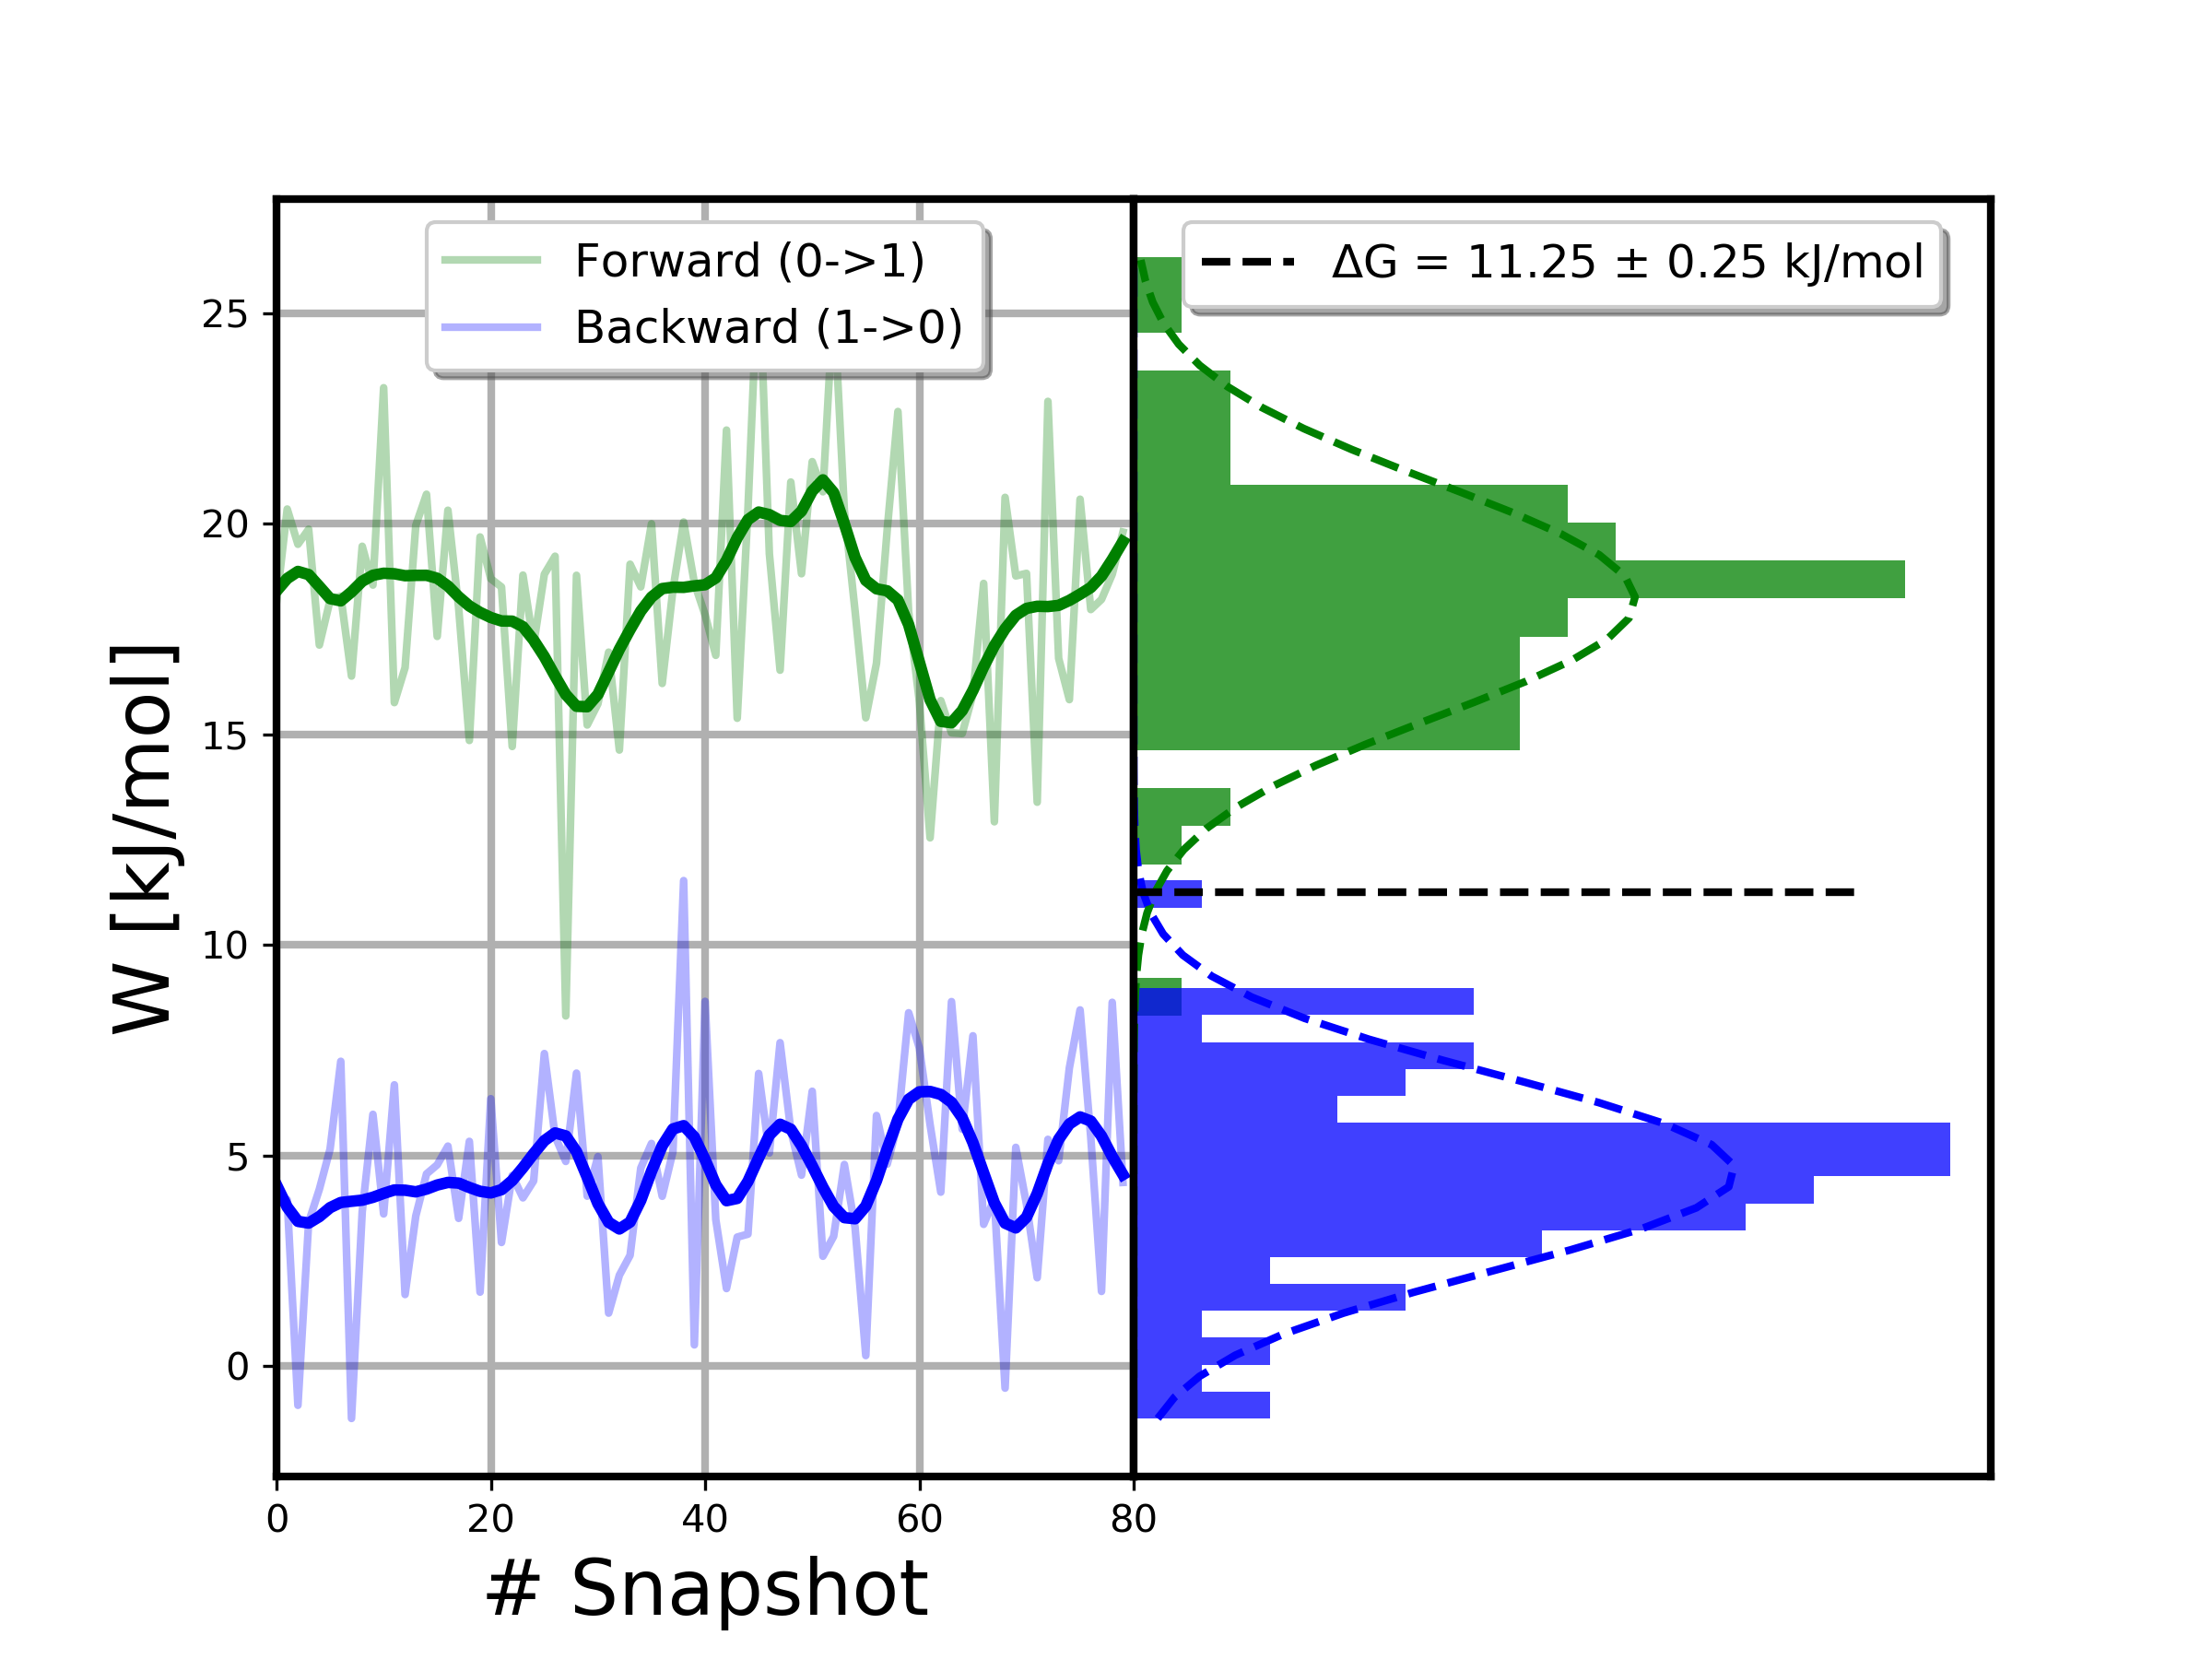 Forward (0->1)
Backward (1->0)
ΔG = 11.25 ± 0.25 kJ/mol
25
20
15
10
5
0
W [kJ/mol]
0 20 40 60 80
# Snapshot